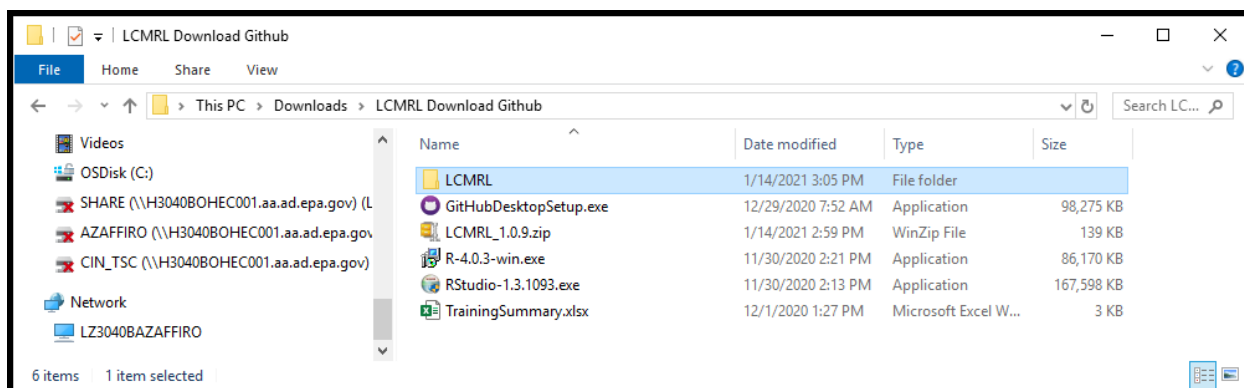 LCMRL Download Github
File Home Share View
This PC > Downloads > LCMRL Download Github Search LC...
Videos
OSDisk (C:)
SHARE (\\H3040BOHEC001.aa.ad.epa.gov) (L
AZAFFIRO (\\H3040BOHEC001.aa.ad.epa.gov
CIN_TSC (\\H3040BOHEC001.aa.ad.epa.gov)
Network
LZ3040BAZAFFIRO
Name Date modified Type Size
LCMRL 1/14/2021 3:05 PM File folder
GitHubDesktopSetup.exe 12/29/2020 7:52 AM Application 98,275 KB
LCMRL_1.0.9.zip 1/14/2021 2:59 PM WinZip File 139 KB
R-4.0.3-win.exe 11/30/2020 2:21 PM Application 86,170 KB
RStudio-1.3.1093.exe 11/30/2020 2:13 PM Application 167,598 KB
TrainingSummary.xlsx 12/1/2020 1:27 PM Microsoft Excel W... 3 KB
6 items 1 item selected